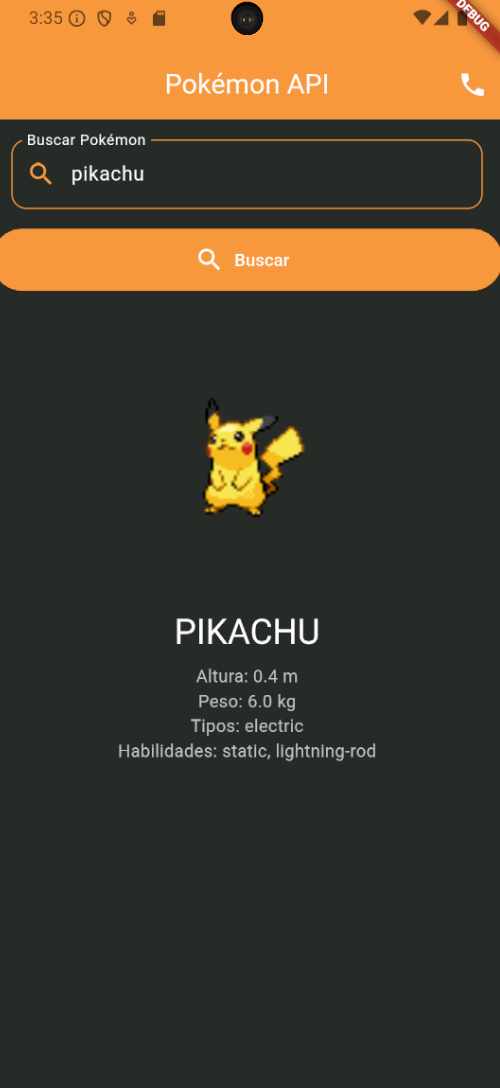 3:35
DEBUG
Pokémon API
Buscar Pokémon
pikachu
Buscar
PIKACHU
Altura: 0.4 m
Peso: 6.0 kg
Tipos: electric
Habilidades: static, lightning-rod